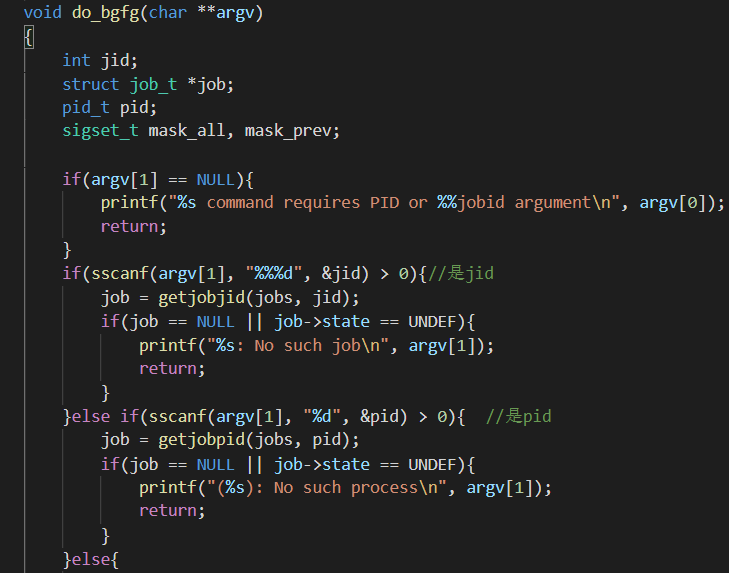 void do_bgfg(char **argv)
{
    int jid;
    struct job_t *job;
    pid_t pid;
    sigset_t mask_all, mask_prev;

    if(argv[1] == NULL){
        printf("%s command requires PID or %%jobid argument\n", argv[0]);
        return;
    }
    if(sscanf(argv[1], "%%%d", &jid) > 0){//是jid
        job = getjobjid(jobs, jid);
        if(job == NULL || job->state == UNDEF){
            printf("%s: No such job\n", argv[1]);
            return;
        }
    }else if(sscanf(argv[1], "%d", &pid) > 0){  //是pid
        job = getjobpid(jobs, pid);
        if(job == NULL || job->state == UNDEF){
            printf("(%s): No such process\n", argv[1]);
            return;
        }
    }else{